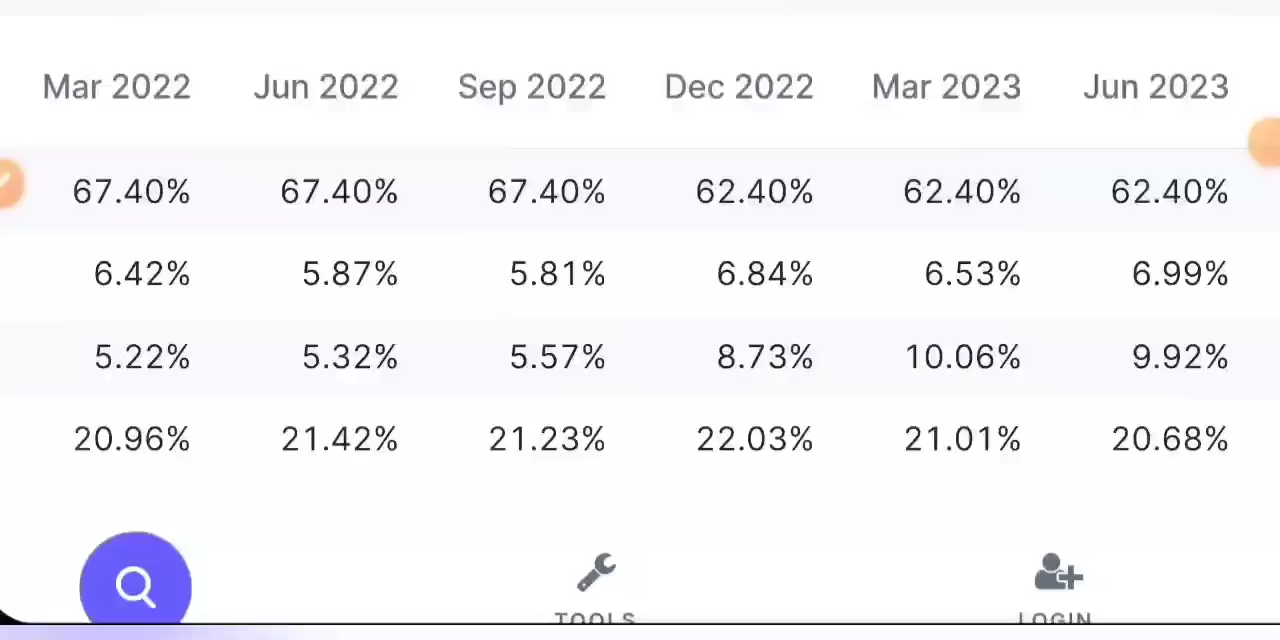 Mar 2022 Jun 2022 Sep 2022 Dec 2022 Mar 2023 Jun 2023
67.40% 67.40% 67.40% 62.40% 62.40% 62.40%
6.42% 5.87% 5.81% 6.84% 6.53% 6.99%
5.22% 5.32% 5.57% 8.73% 10.06% 9.92%
20.96% 21.42% 21.23% 22.03% 21.01% 20.68%
TOOLS LOGIN